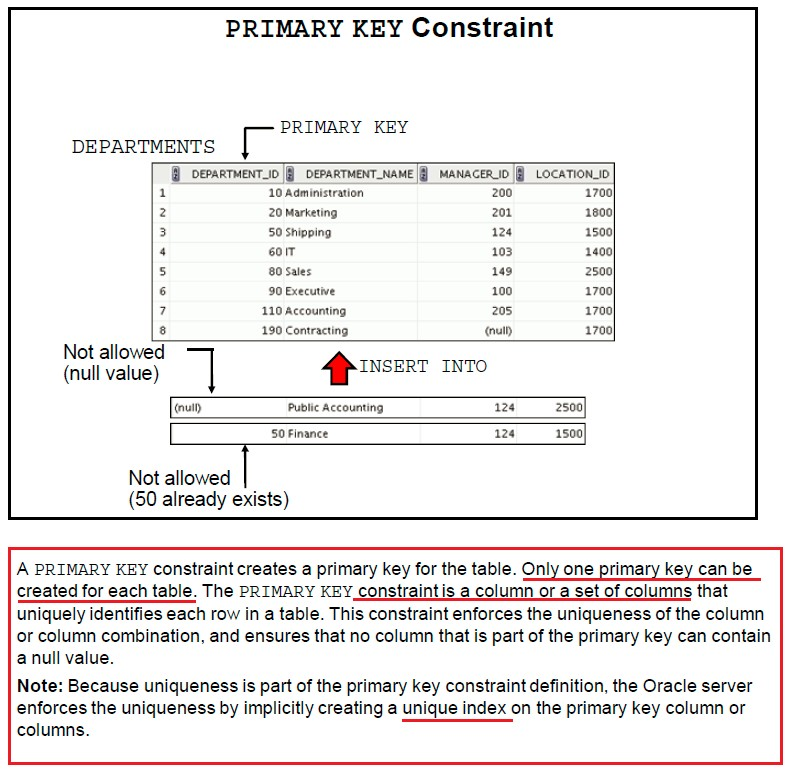 PRIMARY KEY Constraint
PRIMARY KEY
DEPARTMENTS
DEPARTMENT_ID DEPARTMENT_NAME MANAGER_ID LOCATION_ID
1 10 Administration 200 1700
2 20 Marketing 201 1800
3 50 Shipping 124 1500
4 60 IT 103 1400
5 80 Sales 149 2500
6 90 Executive 100 1700
7 110 Accounting 205 1700
8 190 Contracting (null) 1700
Not allowed
(null value)
INSERT INTO
(null) Public Accounting 124 2500
50 Finance 124 1500
Not allowed
(50 already exists)
A PRIMARY KEY constraint creates a primary key for the table. Only one primary key can be
created for each table. The PRIMARY KEY constraint is a column or a set of columns that
uniquely identifies each row in a table. This constraint enforces the uniqueness of the column
or column combination, and ensures that no column that is part of the primary key can contain
a null value.
Note: Because uniqueness is part of the primary key constraint definition, the Oracle server
enforces the uniqueness by implicitly creating a unique index on the primary key column or
columns.